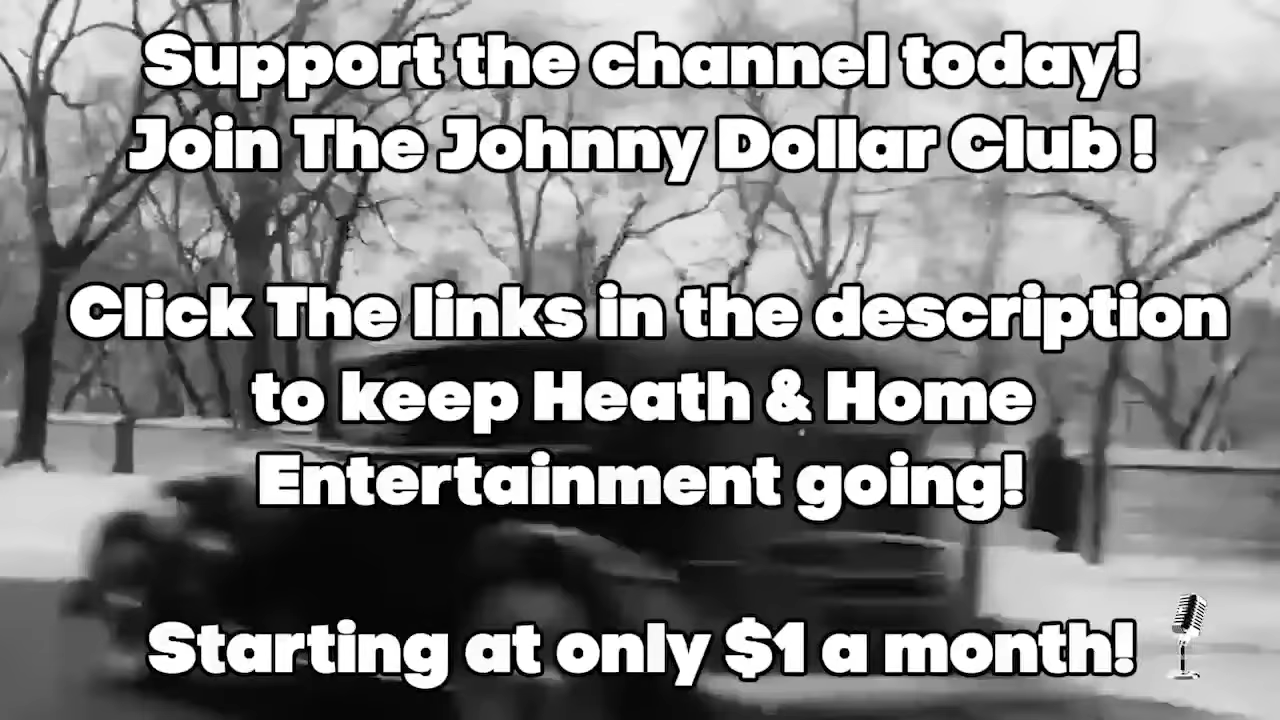 Support the channel today!
Join The Johnny Dollar Club !
Click The links in the description
to keep Heath & Home
Entertainment going!
Starting at only $1 a month!